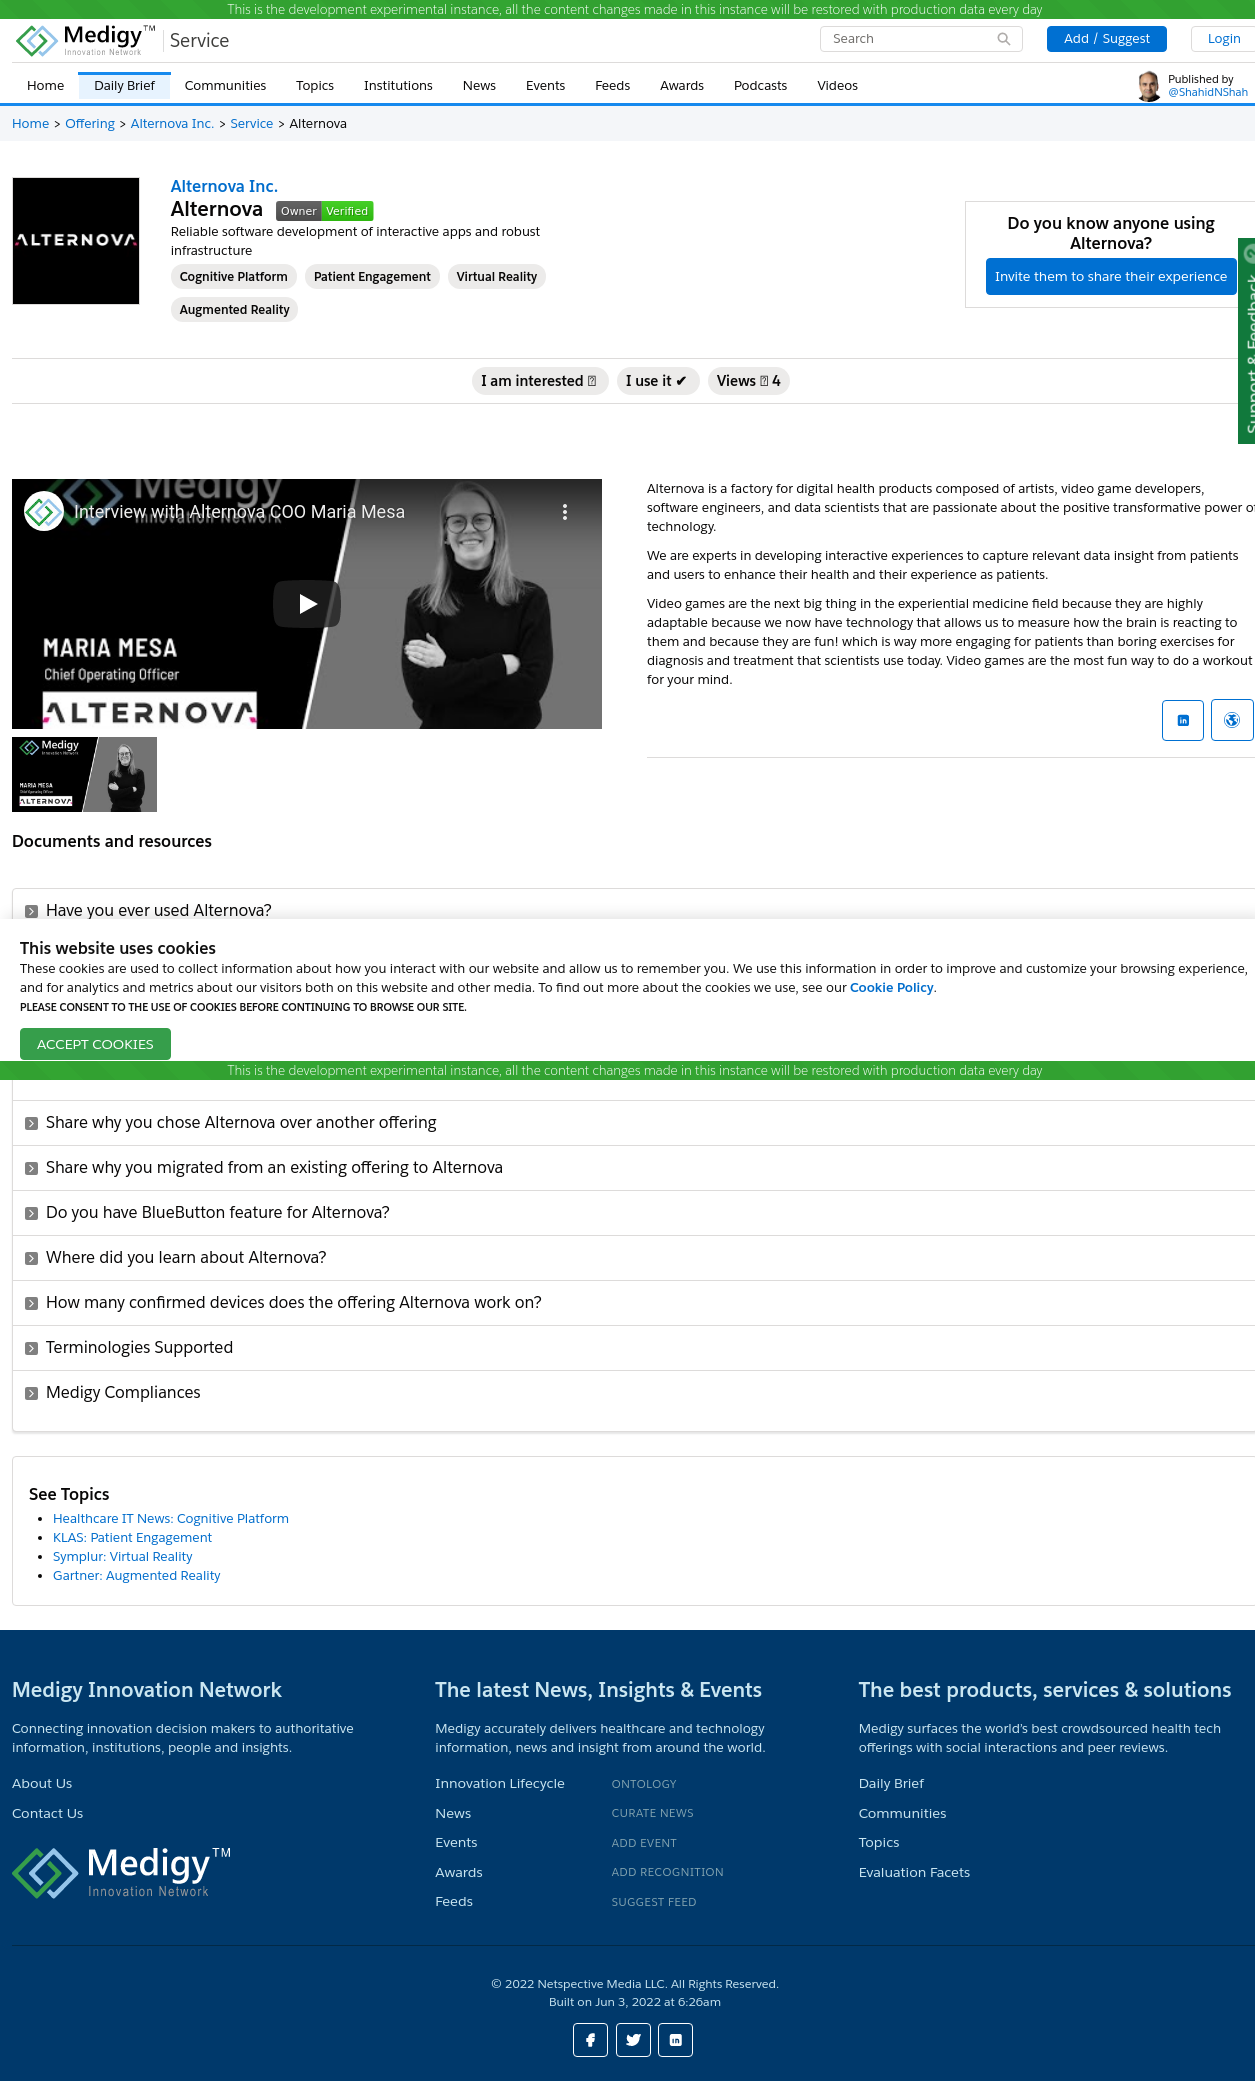 This is the development experimental instance, all the content changes made in this instance will be restored with production data every day
Medigy™
Innovation Network
Service
Search
Add / Suggest
Login
Home
Daily Brief
Communities
Topics
Institutions
News
Events
Feeds
Awards
Podcasts
Videos
Published by
@ShahidNShah
Home > Offering > Alternova Inc. > Service > Alternova
ALTERNOVA
Alternova Inc.
Alternova
Owner Verified
Reliable software development of interactive apps and robust
infrastructure
Cognitive Platform
Patient Engagement
Virtual Reality
Augmented Reality
Do you know anyone using
Alternova?
Invite them to share their experience
Support & Feedback
I am interested
I use it ✔
Views 4
Medigy
Innovation Network
Interview with Alternova COO Maria Mesa
MARIA MESA
Chief Operating Officer
ALTERNOVA
Alternova is a factory for digital health products composed of artists, video game developers,
software engineers, and data scientists that are passionate about the positive transformative power of
technology.
We are experts in developing interactive experiences to capture relevant data insight from patients
and users to enhance their health and their experience as patients.
Video games are the next big thing in the experiential medicine field because they are highly
adaptable because we now have technology that allows us to measure how the brain is reacting to
them and because they are fun! which is way more engaging for patients than boring exercises for
diagnosis and treatment that scientists use today. Video games are the most fun way to do a workout
for your mind.
in
Medigy
Innovation Network
MARIA MESA
Chief Operating Officer
ALTERNOVA
Documents and resources
Have you ever used Alternova?
This website uses cookies
These cookies are used to collect information about how you interact with our website and allow us to remember you. We use this information in order to improve and customize your browsing experience,
and for analytics and metrics about our visitors both on this website and other media. To find out more about the cookies we use, see our Cookie Policy.
PLEASE CONSENT TO THE USE OF COOKIES BEFORE CONTINUING TO BROWSE OUR SITE.
ACCEPT COOKIES
This is the development experimental instance, all the content changes made in this instance will be restored with production data every day
Share why you chose Alternova over another offering
Share why you migrated from an existing offering to Alternova
Do you have BlueButton feature for Alternova?
Where did you learn about Alternova?
How many confirmed devices does the offering Alternova work on?
Terminologies Supported
Medigy Compliances
See Topics
• Healthcare IT News: Cognitive Platform
• KLAS: Patient Engagement
• Symplur: Virtual Reality
• Gartner: Augmented Reality
Medigy Innovation Network
Connecting innovation decision makers to authoritative
information, institutions, people and insights.
About Us
Contact Us
Medigy™
Innovation Network
The latest News, Insights & Events
Medigy accurately delivers healthcare and technology
information, news and insight from around the world.
Innovation Lifecycle
ONTOLOGY
News
CURATE NEWS
Events
ADD EVENT
Awards
ADD RECOGNITION
Feeds
SUGGEST FEED
The best products, services & solutions
Medigy surfaces the world's best crowdsourced health tech
offerings with social interactions and peer reviews.
Daily Brief
Communities
Topics
Evaluation Facets
© 2022 Netspective Media LLC. All Rights Reserved.
Built on Jun 3, 2022 at 6:26am